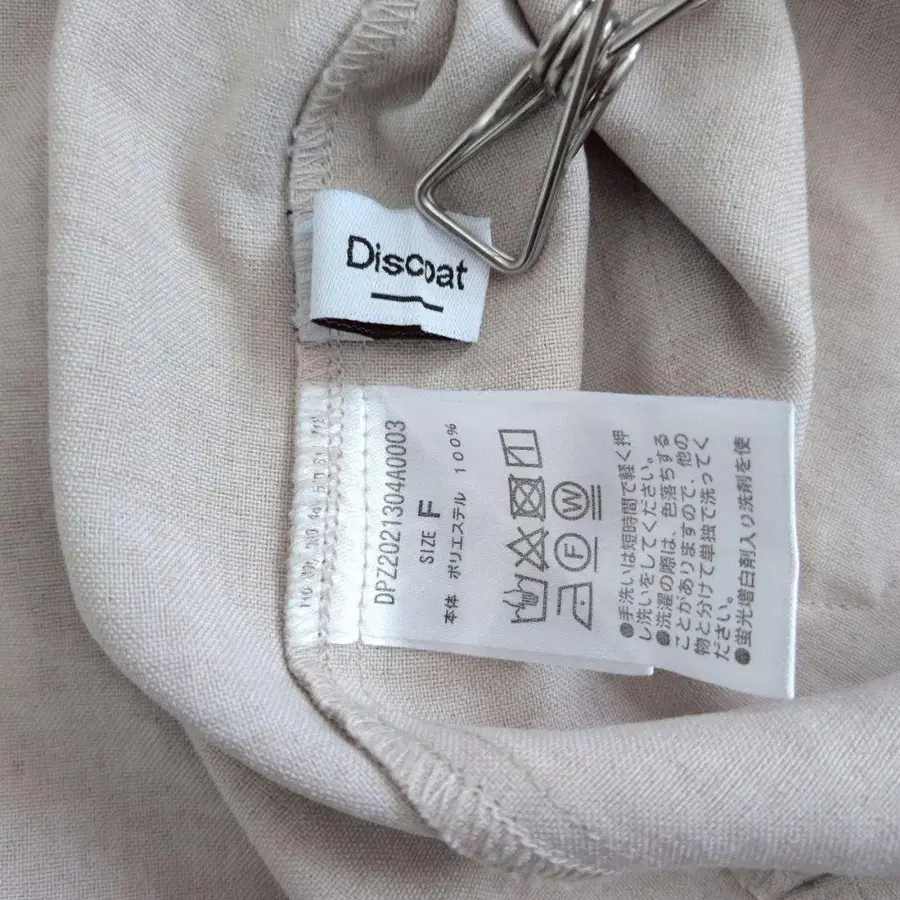 Discoat
DPZ2021304A0003
SIZE F
本体 ポリエステル 100%
W
F
●手洗いは短時間で軽く押
し洗いをしてください。
●洗濯の際は、色落ちする
ことがありますので、他の
物と分けて単独で洗ってく
ださい。
●蛍光増白剤入り洗剤を使